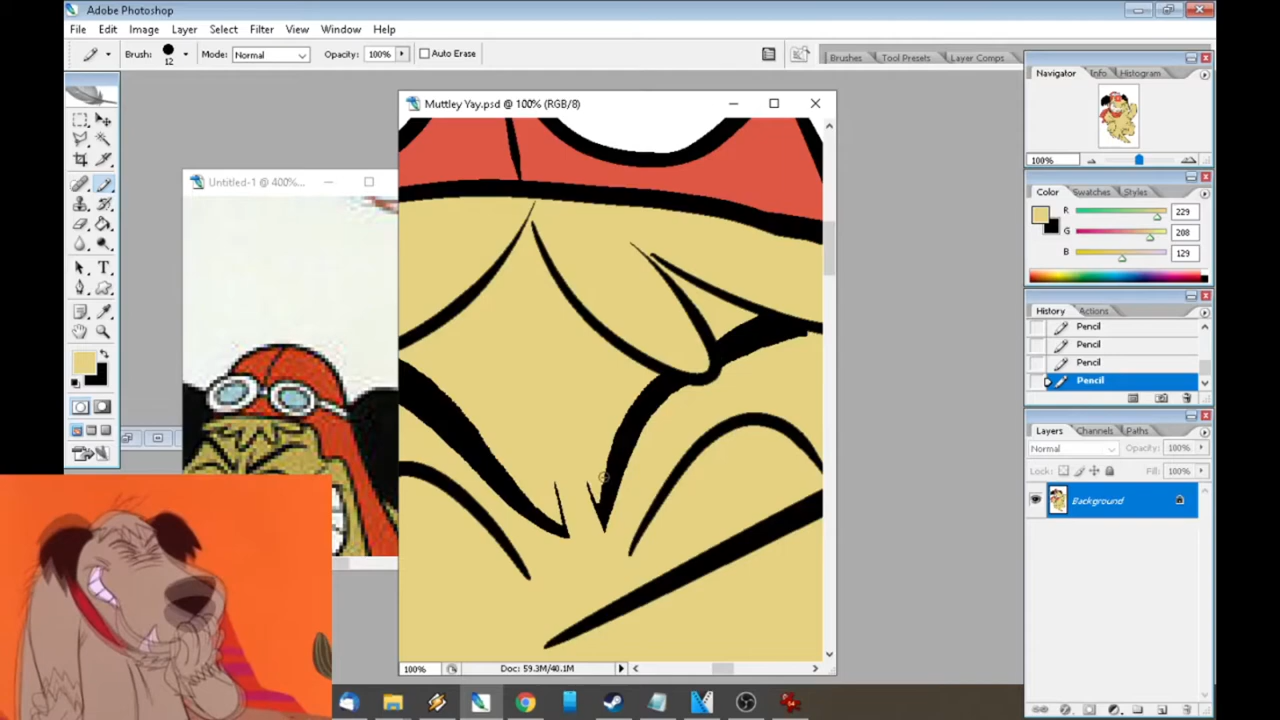 Adobe Photoshop
File Edit Image Layer Select Filter View Window Help
Brush: 12 Mode: Normal Opacity: 100% Auto Erase
Brushes Tool Presets Layer Comps
Untitled-1 @ 400%...
Muttley Yay.psd @ 100% (RGB/8)
100% Doc: 59.3M/40.1M
Navigator Info Histogram
100%
Color Swatches Styles
R 229
G 208
B 129
History Actions
Pencil
Pencil
Pencil
Pencil
Layers Channels Paths
Normal Opacity: 100%
Lock: Fill: 100%
Background